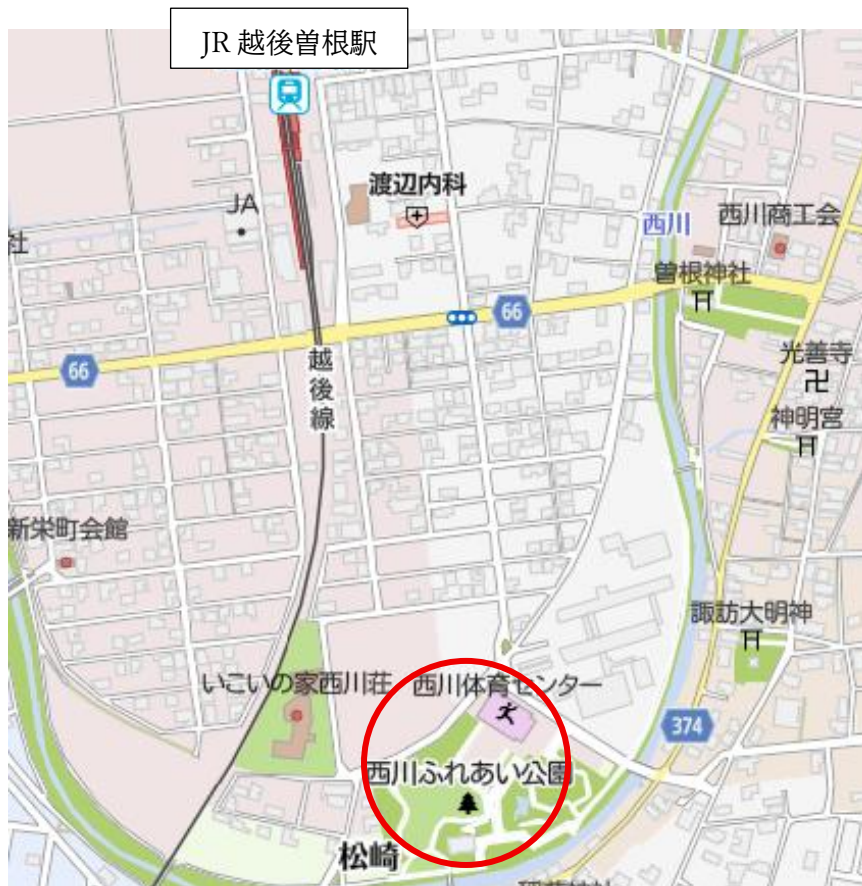 JR 越後曽根駅
渡辺内科
JA
西川
西川商工会
社
曽根神社
66
66
光善寺
越後線
神明宮
新栄町会館
諏訪大明神
いこいの家西川荘
西川体育センター
374
西川ふれあい公園
松崎